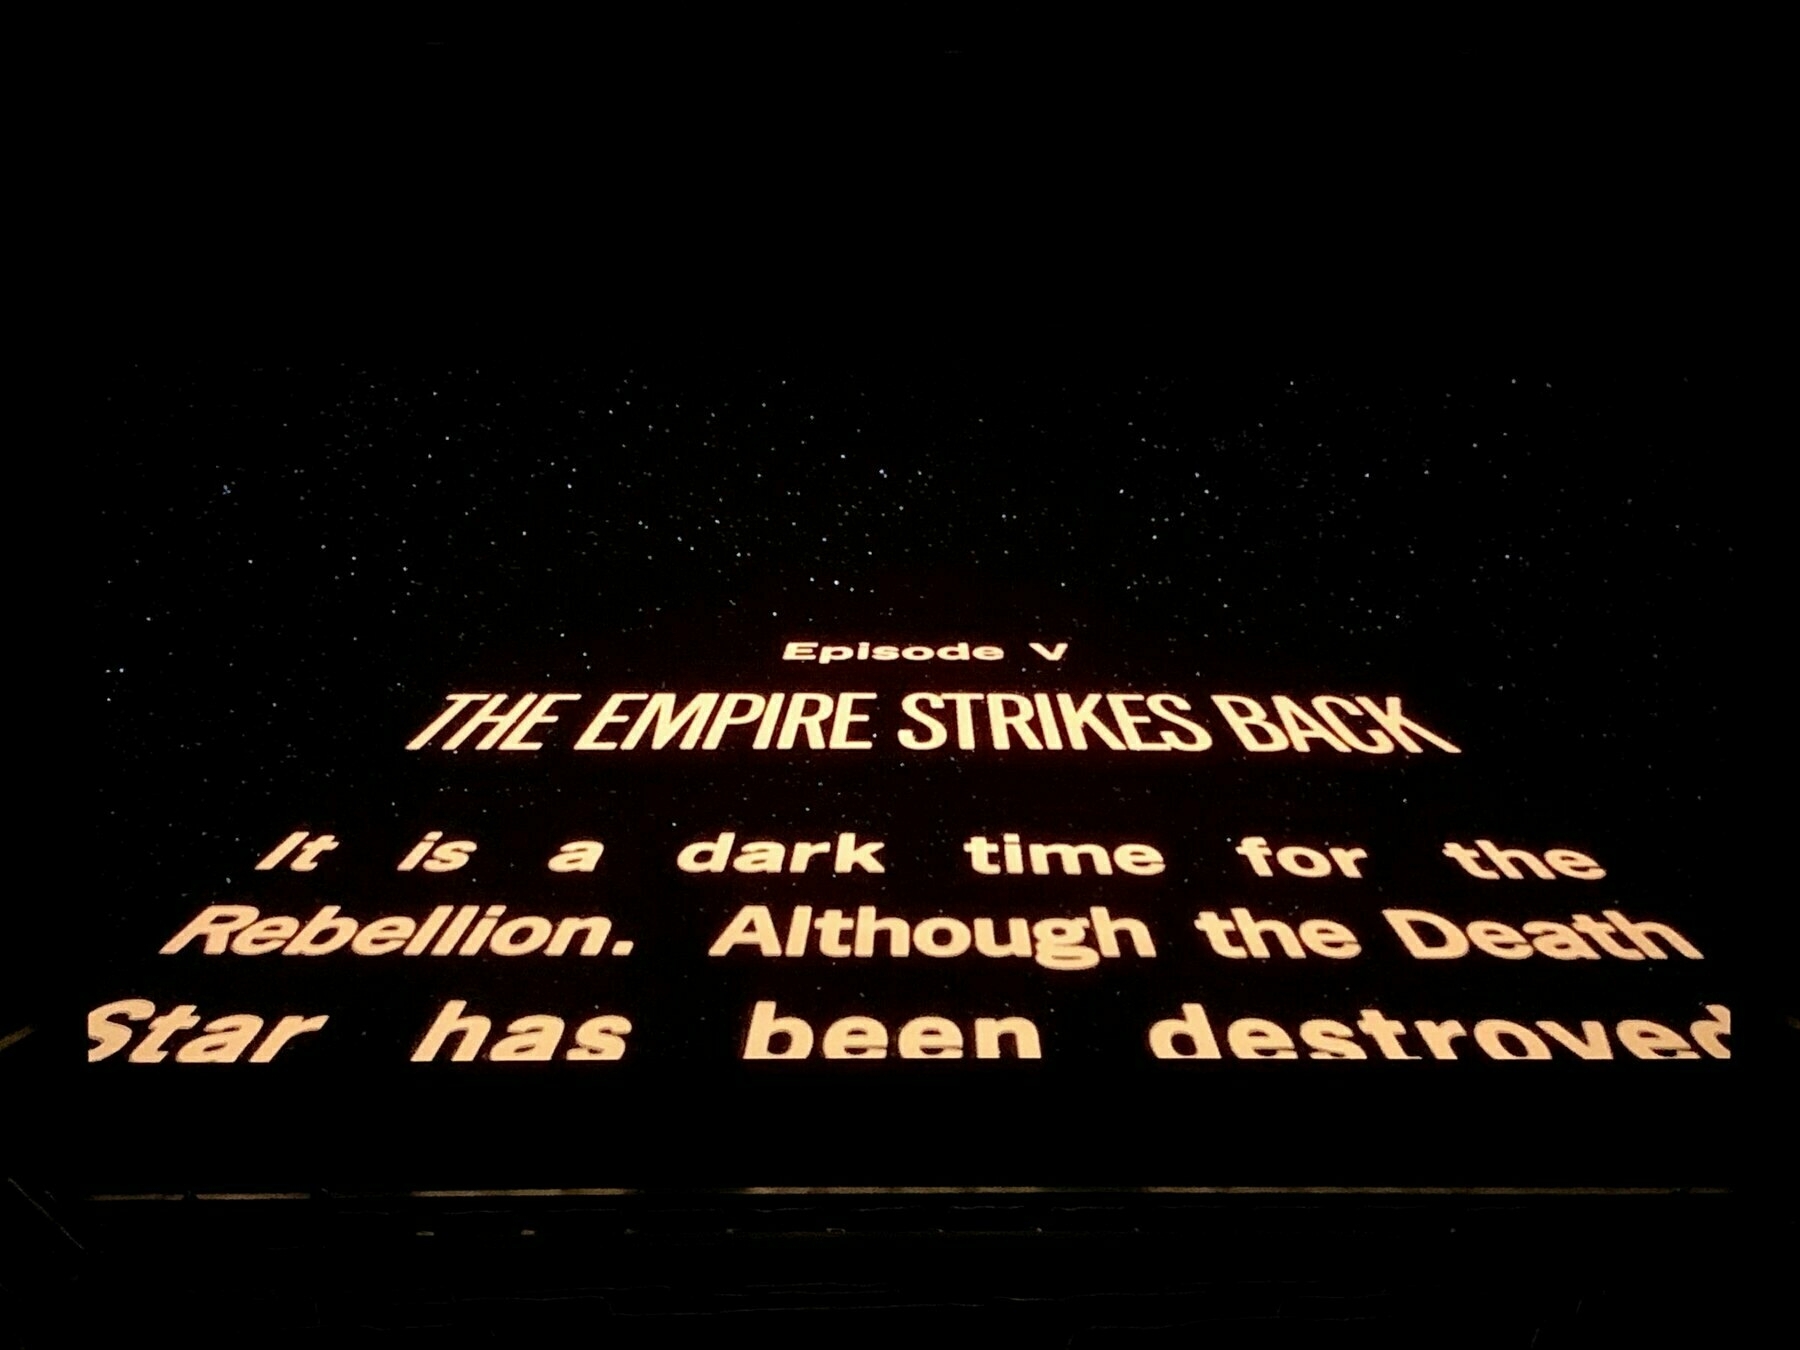 Episode V
THE EMPIRE STRIKES BACK
It is a dark time for the
Rebellion. Although the Death
Star has been destroyed